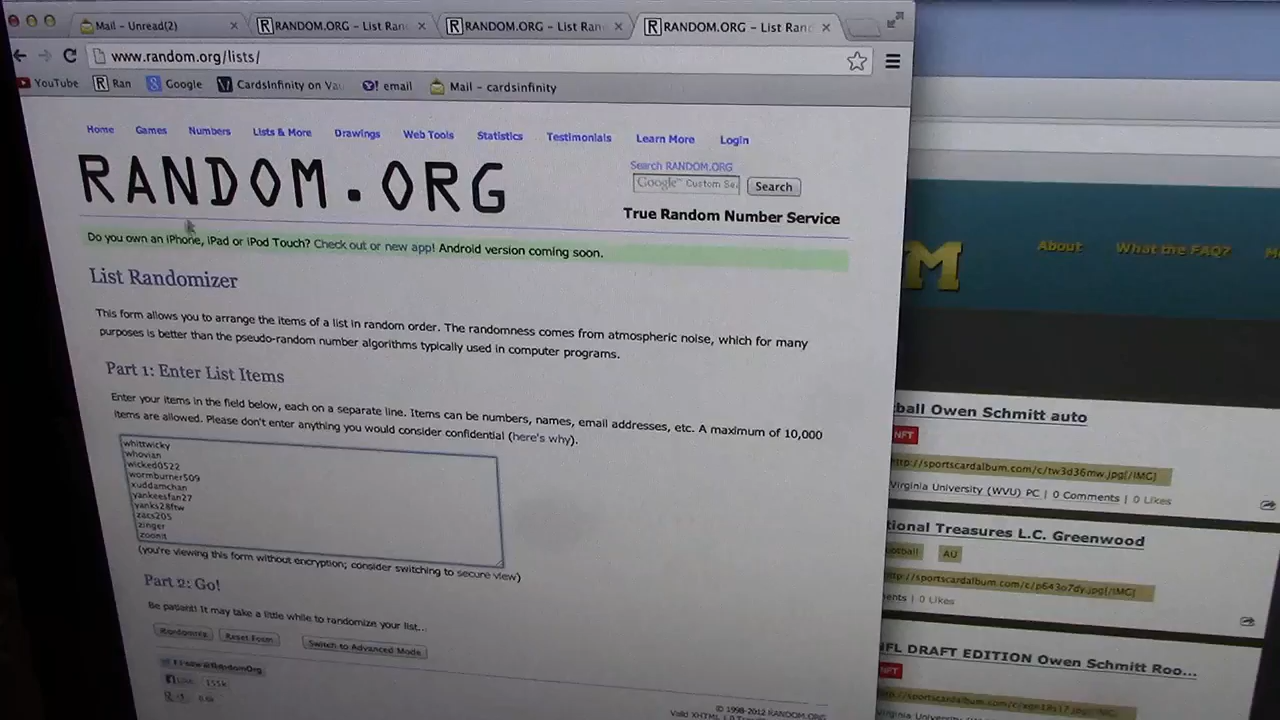 Mail - Unread(2)
RANDOM.ORG - List Ran
RANDOM.ORG - List Ran
RANDOM.ORG - List Ran
www.random.org/lists/
YouTube
Ran
Google
CardsInfinity on Va
email
Mail - cardsinfinity
Home Games Numbers Lists & More Drawings Web Tools Statistics Testimonials Learn More Login
RANDOM.ORG
Search RANDOM.ORG
Google™ Custom Sea
Search
True Random Number Service
Do you own an iPhone, iPad or iPod Touch? Check out or new app! Android version coming soon.
List Randomizer
This form allows you to arrange the items of a list in random order. The randomness comes from atmospheric noise, which for many
purposes is better than the pseudo-random number algorithms typically used in computer programs.
Part 1: Enter List Items
Enter your items in the field below, each on a separate line. Items can be numbers, names, email addresses, etc. A maximum of 10,000
items are allowed. Please don't enter anything you would consider confidential (here's why).
whittwicky
whovian
wicked0522
wormburner509
xuddamchan
yankeesfan27
yanks28ftw
zacs205
zinger
zoonit
(you're viewing this form without encryption; consider switching to secure view)
Part 2: Go!
Be patient! It may take a little while to randomize your list...
Randomize
Reset Form
Switch to Advanced Mode
Follow @RandomOrg
Like
155k
© 1998-2012 RANDOM.ORG
M
About
What the FAQ?
ball Owen Schmitt auto
NFT
http://sportscardalbum.com/c/tw3d36mw.jpg[/IMG]
Virginia University (WVU) PC | 0 Comments | 0 Likes
tional Treasures L.C. Greenwood
ootball
AU
http://sportscardalbum.com/c/p643o7dy.jpg[/IMG]
ents | 0 Likes
NFL DRAFT EDITION Owen Schmitt Roo...
NFT